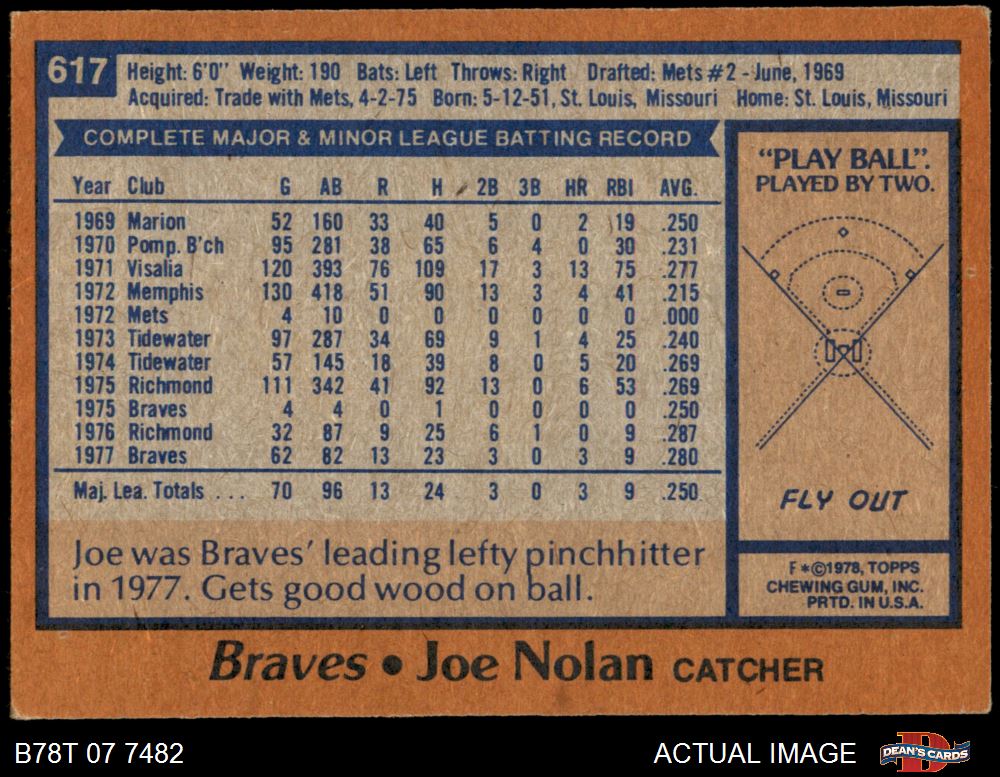 617
Height: 6'0" Weight: 190 Bats: Left Throws: Right Drafted: Mets #2 - June, 1969
Acquired: Trade with Mets, 4-2-75 Born: 5-12-51, St. Louis, Missouri Home: St. Louis, Missouri
COMPLETE MAJOR & MINOR LEAGUE BATTING RECORD
Year Club G AB R H 2B 3B HR RBI AVG.
1969 Marion 52 160 33 40 5 0 2 19 .250
1970 Pomp. B'ch 95 281 38 65 6 4 0 30 .231
1971 Visalia 120 393 76 109 17 3 13 75 .277
1972 Memphis 130 418 51 90 13 3 4 41 .215
1972 Mets 4 10 0 0 0 0 0 0 .000
1973 Tidewater 97 287 34 69 9 1 4 25 .240
1974 Tidewater 57 145 18 39 8 0 5 20 .269
1975 Richmond 111 342 41 92 13 0 6 53 .269
1975 Braves 4 4 0 1 0 0 0 0 .250
1976 Richmond 32 87 9 25 6 1 0 9 .287
1977 Braves 62 82 13 23 3 0 3 9 .280
Maj. Lea. Totals ... 70 96 13 24 3 0 3 9 .250
Joe was Braves' leading lefty pinchhitter
in 1977. Gets good wood on ball.
"PLAY BALL".
PLAYED BY TWO.
FLY OUT
F*©1978, TOPPS
CHEWING GUM, INC.
PRTD. IN U.S.A.
Braves • Joe Nolan CATCHER
B78T 07 7482
ACTUAL IMAGE
D
DEAN'S CARDS